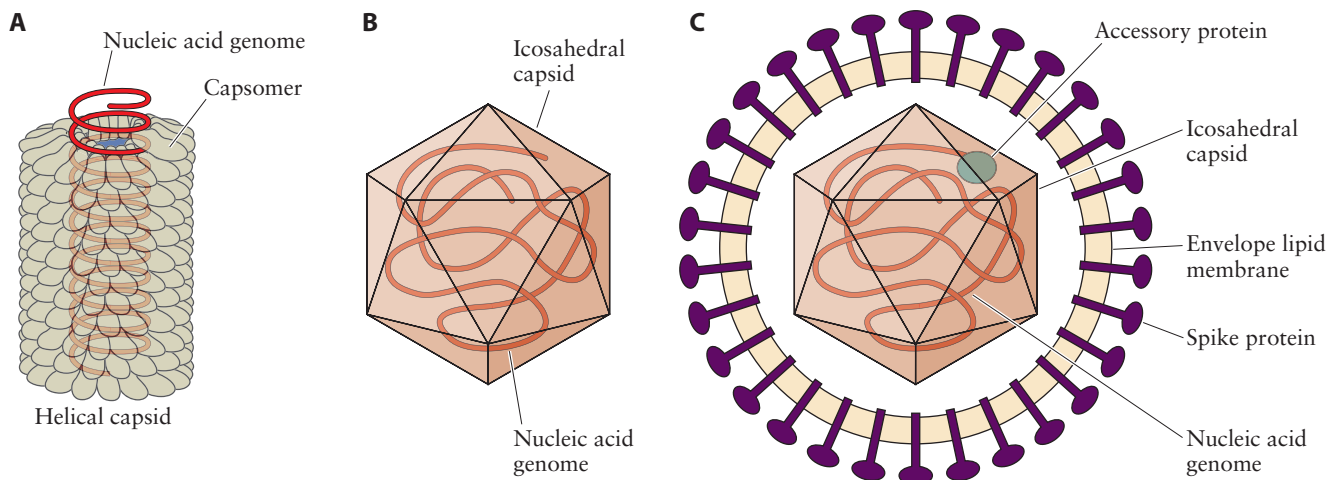 A
Nucleic acid genome
Capsomer
Helical capsid
B
Icosahedral
capsid
Nucleic acid
genome
C
Accessory protein
Icosahedral
capsid
Envelope lipid
membrane
Spike protein
Nucleic acid
genome